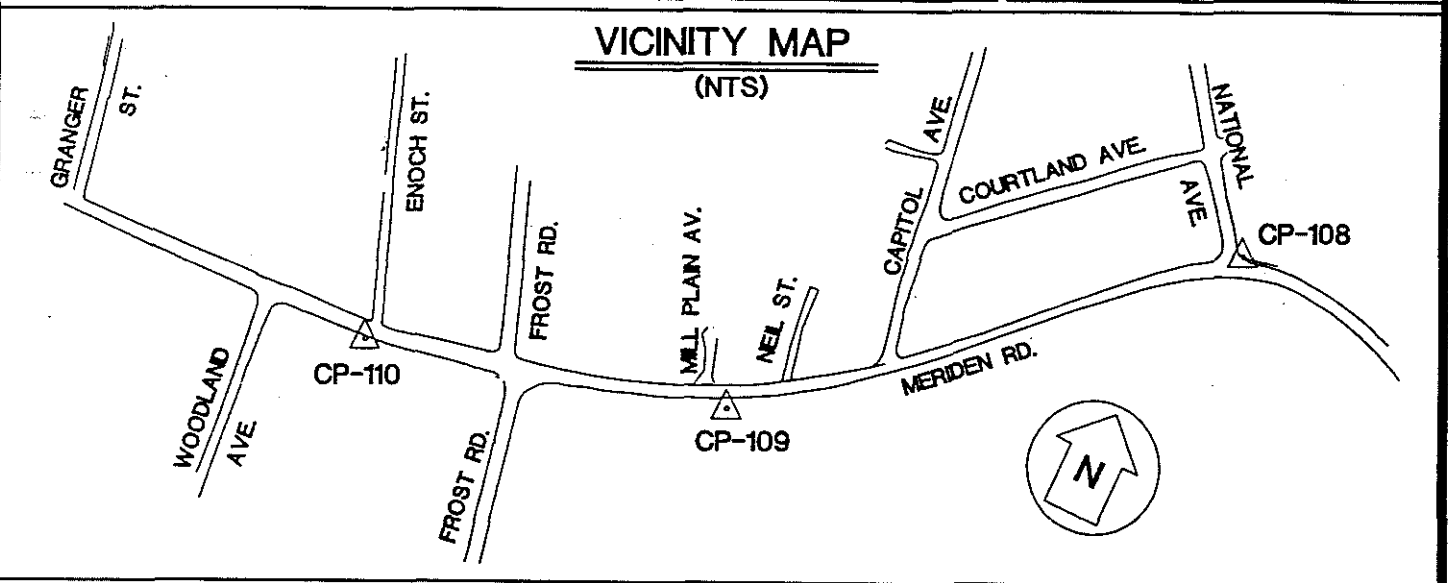 VICINITY MAP
(NTS)
GRANGER
ST.
ENOCH ST.
FROST RD.
MILL PLAIN AV.
NEIL ST.
CAPITOL
AVE.
COURTLAND AVE.
NATIONAL
AVE.
CP-108
WOODLAND
AVE.
CP-110
FROST RD.
CP-109
MERIDEN RD.
N